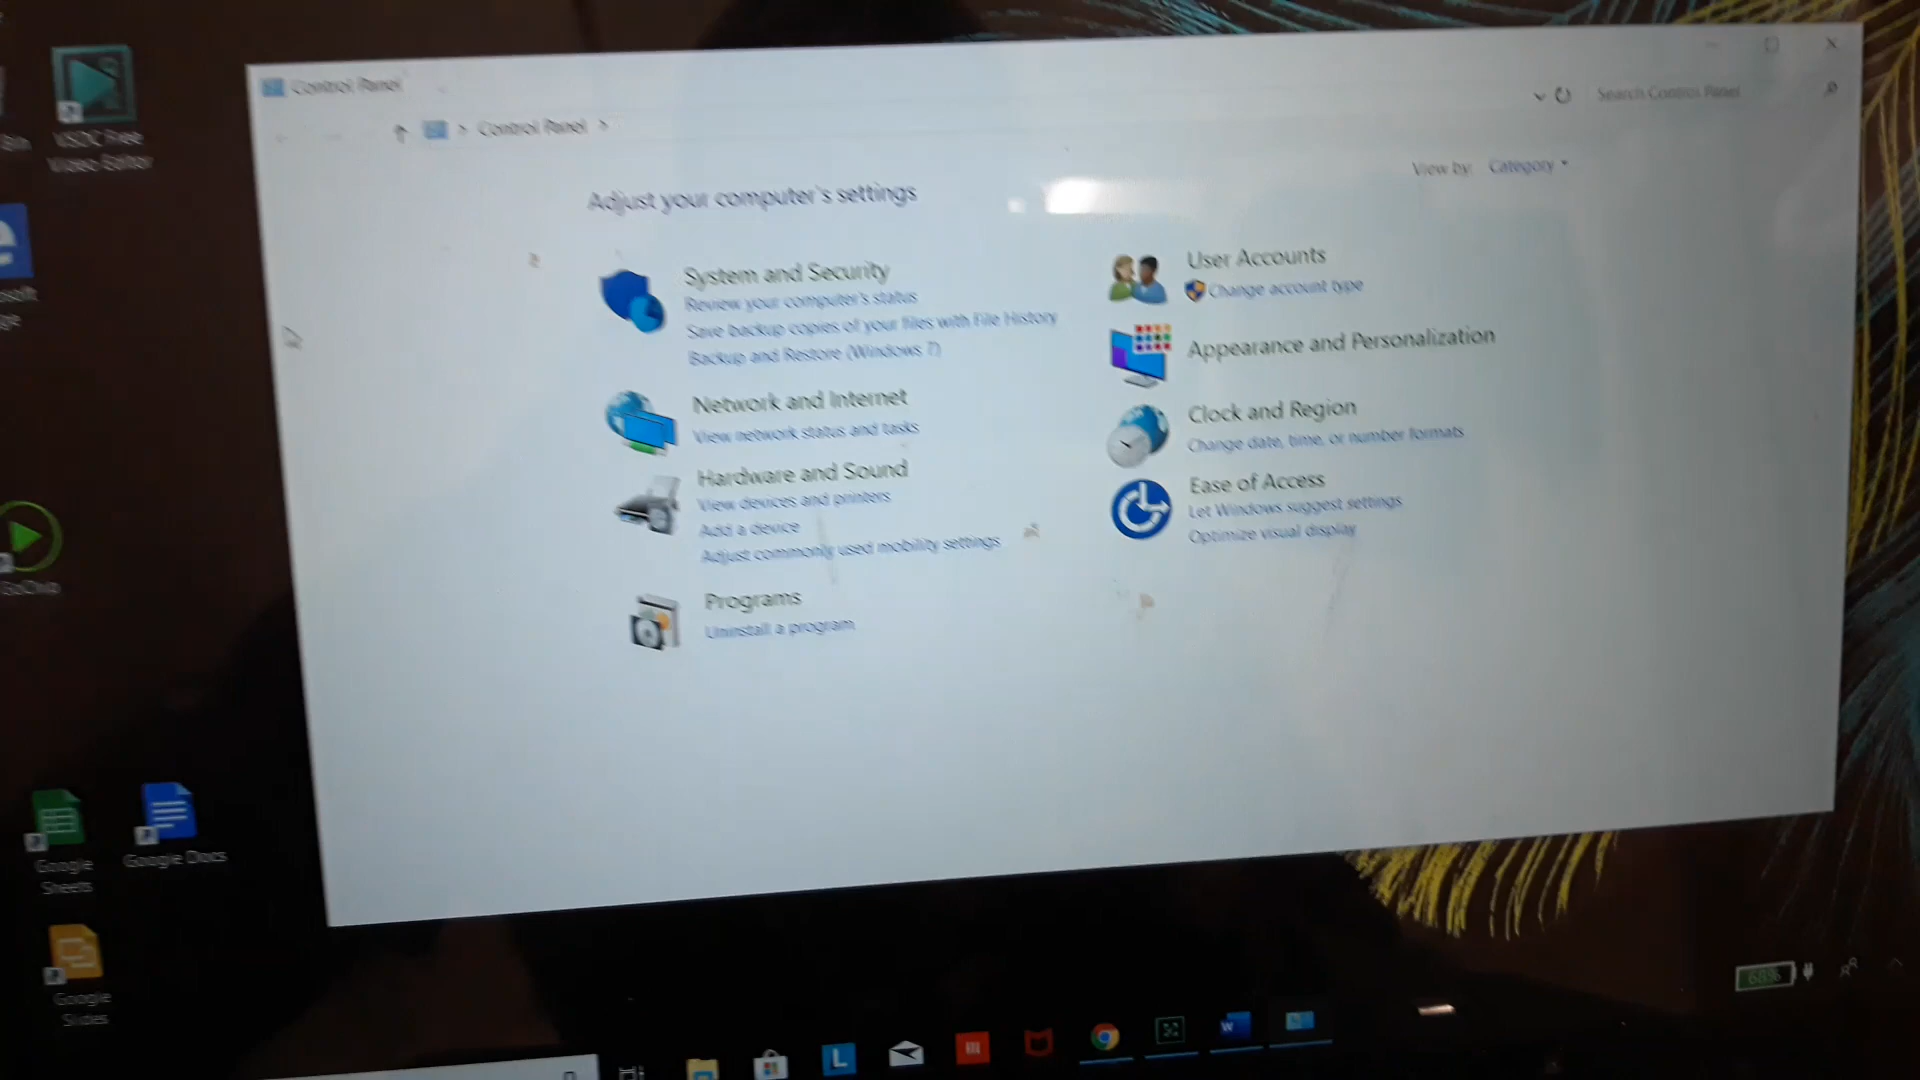 VSDC Free
Video Editor
Control Panel
Control Panel
Search Control Panel
View by: Category
Adjust your computer's settings
System and Security
Review your computer's status
Save backup copies of your files with File History
Backup and Restore (Windows 7)
Network and Internet
View network status and tasks
Hardware and Sound
View devices and printers
Add a device
Adjust commonly used mobility settings
Programs
Uninstall a program
User Accounts
Change account type
Appearance and Personalization
Clock and Region
Change date, time, or number formats
Ease of Access
Let Windows suggest settings
Optimize visual display
Google
Sheets
Google Docs
Google
Slides
68%
L
W